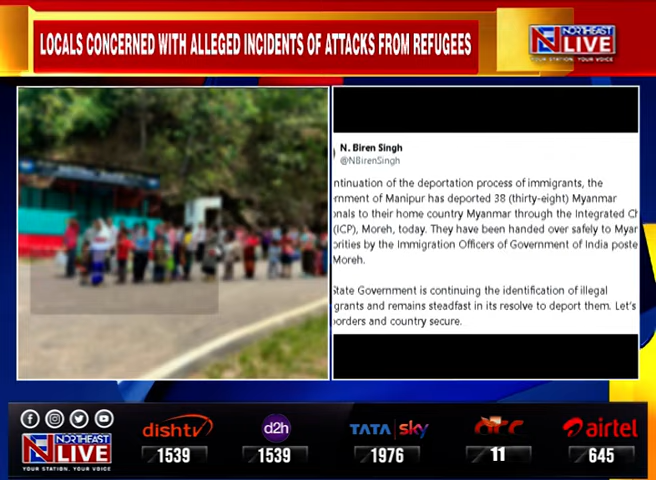 LOCALS CONCERNED WITH ALLEGED INCIDENTS OF ATTACKS FROM REFUGEES
NORTHEAST
LIVE
YOUR STATION, YOUR VOICE
N. Biren Singh
@NBirenSingh
ntinuation of the deportation process of immigrants, the
rnment of Manipur has deported 38 (thirty-eight) Myanmar
onals to their home country Myanmar through the Integrated Ch
(ICP), Moreh, today. They have been handed over safely to Myar
orities by the Immigration Officers of Government of India poste
Moreh.
State Government is continuing the identification of illegal
grants and remains steadfast in its resolve to deport them. Let's
orders and country secure.
NORTHEAST
LIVE
YOUR STATION, YOUR VOICE
dishtv
1539
d2h
1539
TATA sky
1976
11
airtel
645